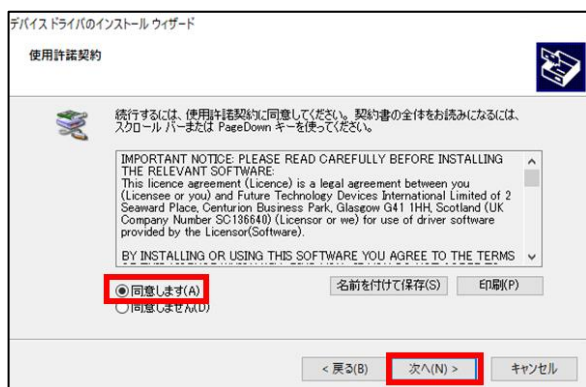 デバイス ドライバのインストール ウィザード
使用許諾契約
続行するには、使用許諾契約に同意してください。契約書の全体をお読みになるには、
スクロール バーまたは PageDown キーを使ってください。
IMPORTANT NOTICE: PLEASE READ CAREFULLY BEFORE INSTALLING
THE RELEVANT SOFTWARE:
This licence agreement (Licence) is a legal agreement between you
(Licensee or you) and Future Technology Devices International Limited of 2
Seaward Place, Centurion Business Park, Glasgow G41 1HH, Scotland (UK
Company Number SC136640) (Licensor or we) for use of driver software
provided by the Licensor(Software).
BY INSTALLING OR USING THIS SOFTWARE YOU AGREE TO THE TERMS
同意します(A)
名前を付けて保存(S)
印刷(P)
同意しません(D)
< 戻る(B)
次へ(N) >
キャンセル